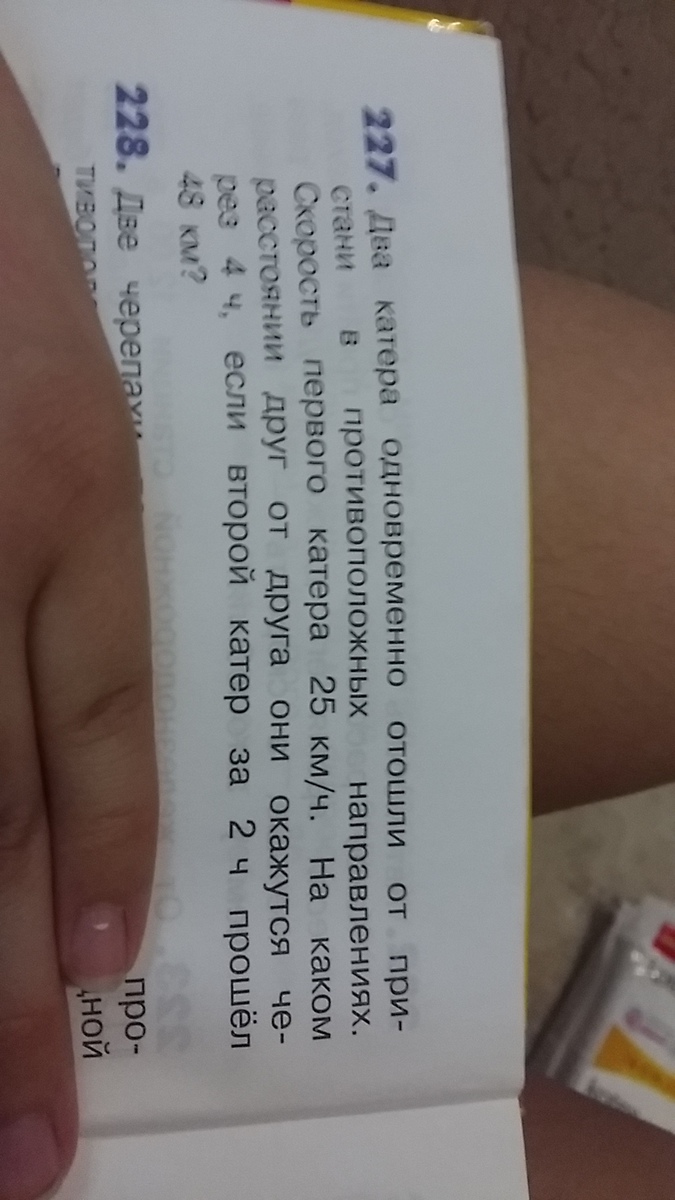 227. Два катера одновременно отошли от при-
стани в противоположных направлениях.
Скорость первого катера 25 км/ч. На каком
расстоянии друг от друга они окажутся че-
рез 4 ч, если второй катер за 2 ч прошёл
48 км?
228. Две черепахи про-